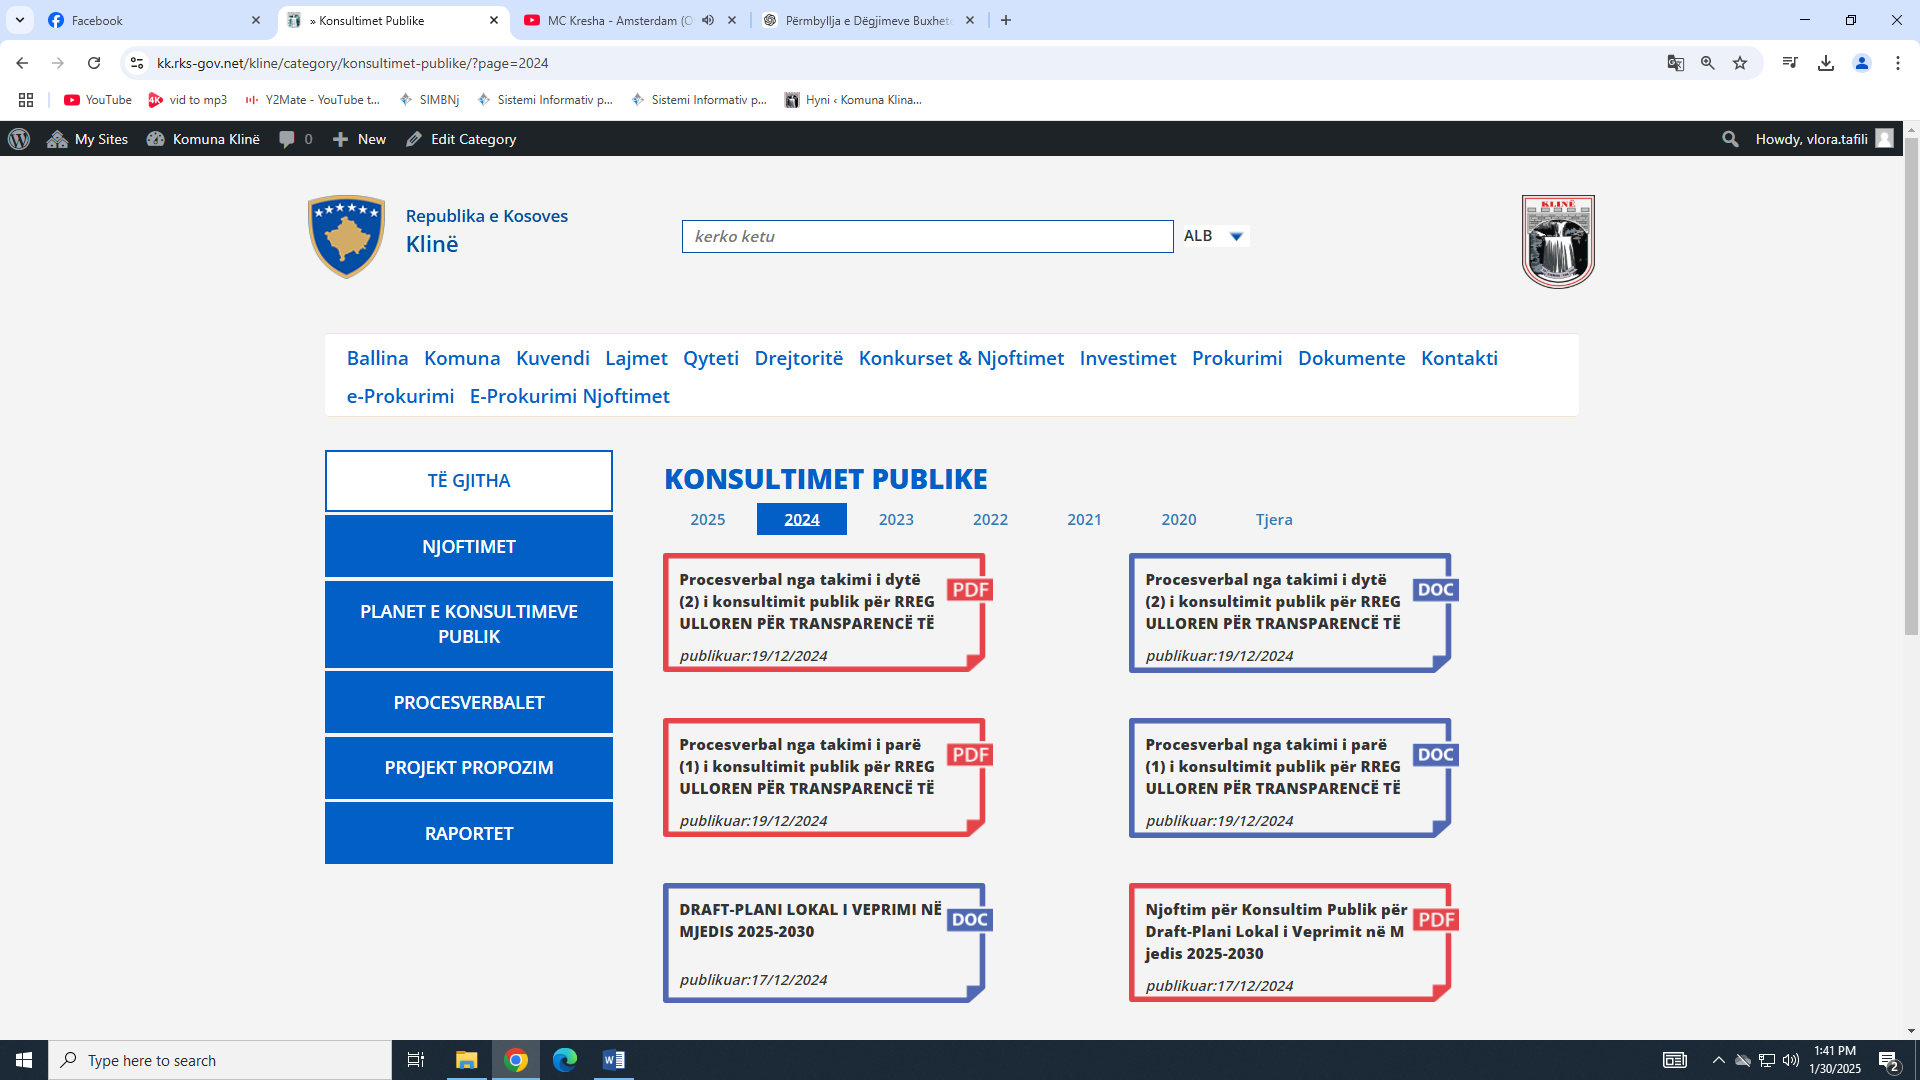 Facebook
» Konsultimet Publike
MC Kresha - Amsterdam (O
Përmbyllja e Dëgjimeve Buxhet
kk.rks-gov.net/kline/category/konsultimet-publike/?page=2024
YouTube
vid to mp3
Y2Mate - YouTube t...
SIMBNj
Sistemi Informativ p...
Sistemi Informativ p...
Hyni ‹ Komuna Klina...
My Sites
Komuna Klinë
0
New
Edit Category
Howdy, vlora.tafili
Republika e Kosoves
Klinë
kerko ketu
ALB
KLINË
Ballina Komuna Kuvendi Lajmet Qyteti Drejtoritë Konkurset & Njoftimet Investimet Prokurimi Dokumente Kontakti
e-Prokurimi E-Prokurimi Njoftimet
TË GJITHA
NJOFTIMET
PLANET E KONSULTIMEVE
PUBLIK
PROCESVERBALET
PROJEKT PROPOZIM
RAPORTET
KONSULTIMET PUBLIKE
2025 2024 2023 2022 2021 2020 Tjera
Procesverbal nga takimi i dytë
(2) i konsultimit publik për RREG
ULLOREN PËR TRANSPARENCË TË
publikuar:19/12/2024
PDF
Procesverbal nga takimi i dytë
(2) i konsultimit publik për RREG
ULLOREN PËR TRANSPARENCË TË
publikuar:19/12/2024
DOC
Procesverbal nga takimi i parë
(1) i konsultimit publik për RREG
ULLOREN PËR TRANSPARENCË TË
publikuar:19/12/2024
PDF
Procesverbal nga takimi i parë
(1) i konsultimit publik për RREG
ULLOREN PËR TRANSPARENCË TË
publikuar:19/12/2024
DOC
DRAFT-PLANI LOKAL I VEPRIMI NË
MJEDIS 2025-2030
publikuar:17/12/2024
DOC
Njoftim për Konsultim Publik për
Draft-Plani Lokal i Veprimit në M
jedis 2025-2030
publikuar:17/12/2024
PDF
Type here to search
1:41 PM
1/30/2025
2